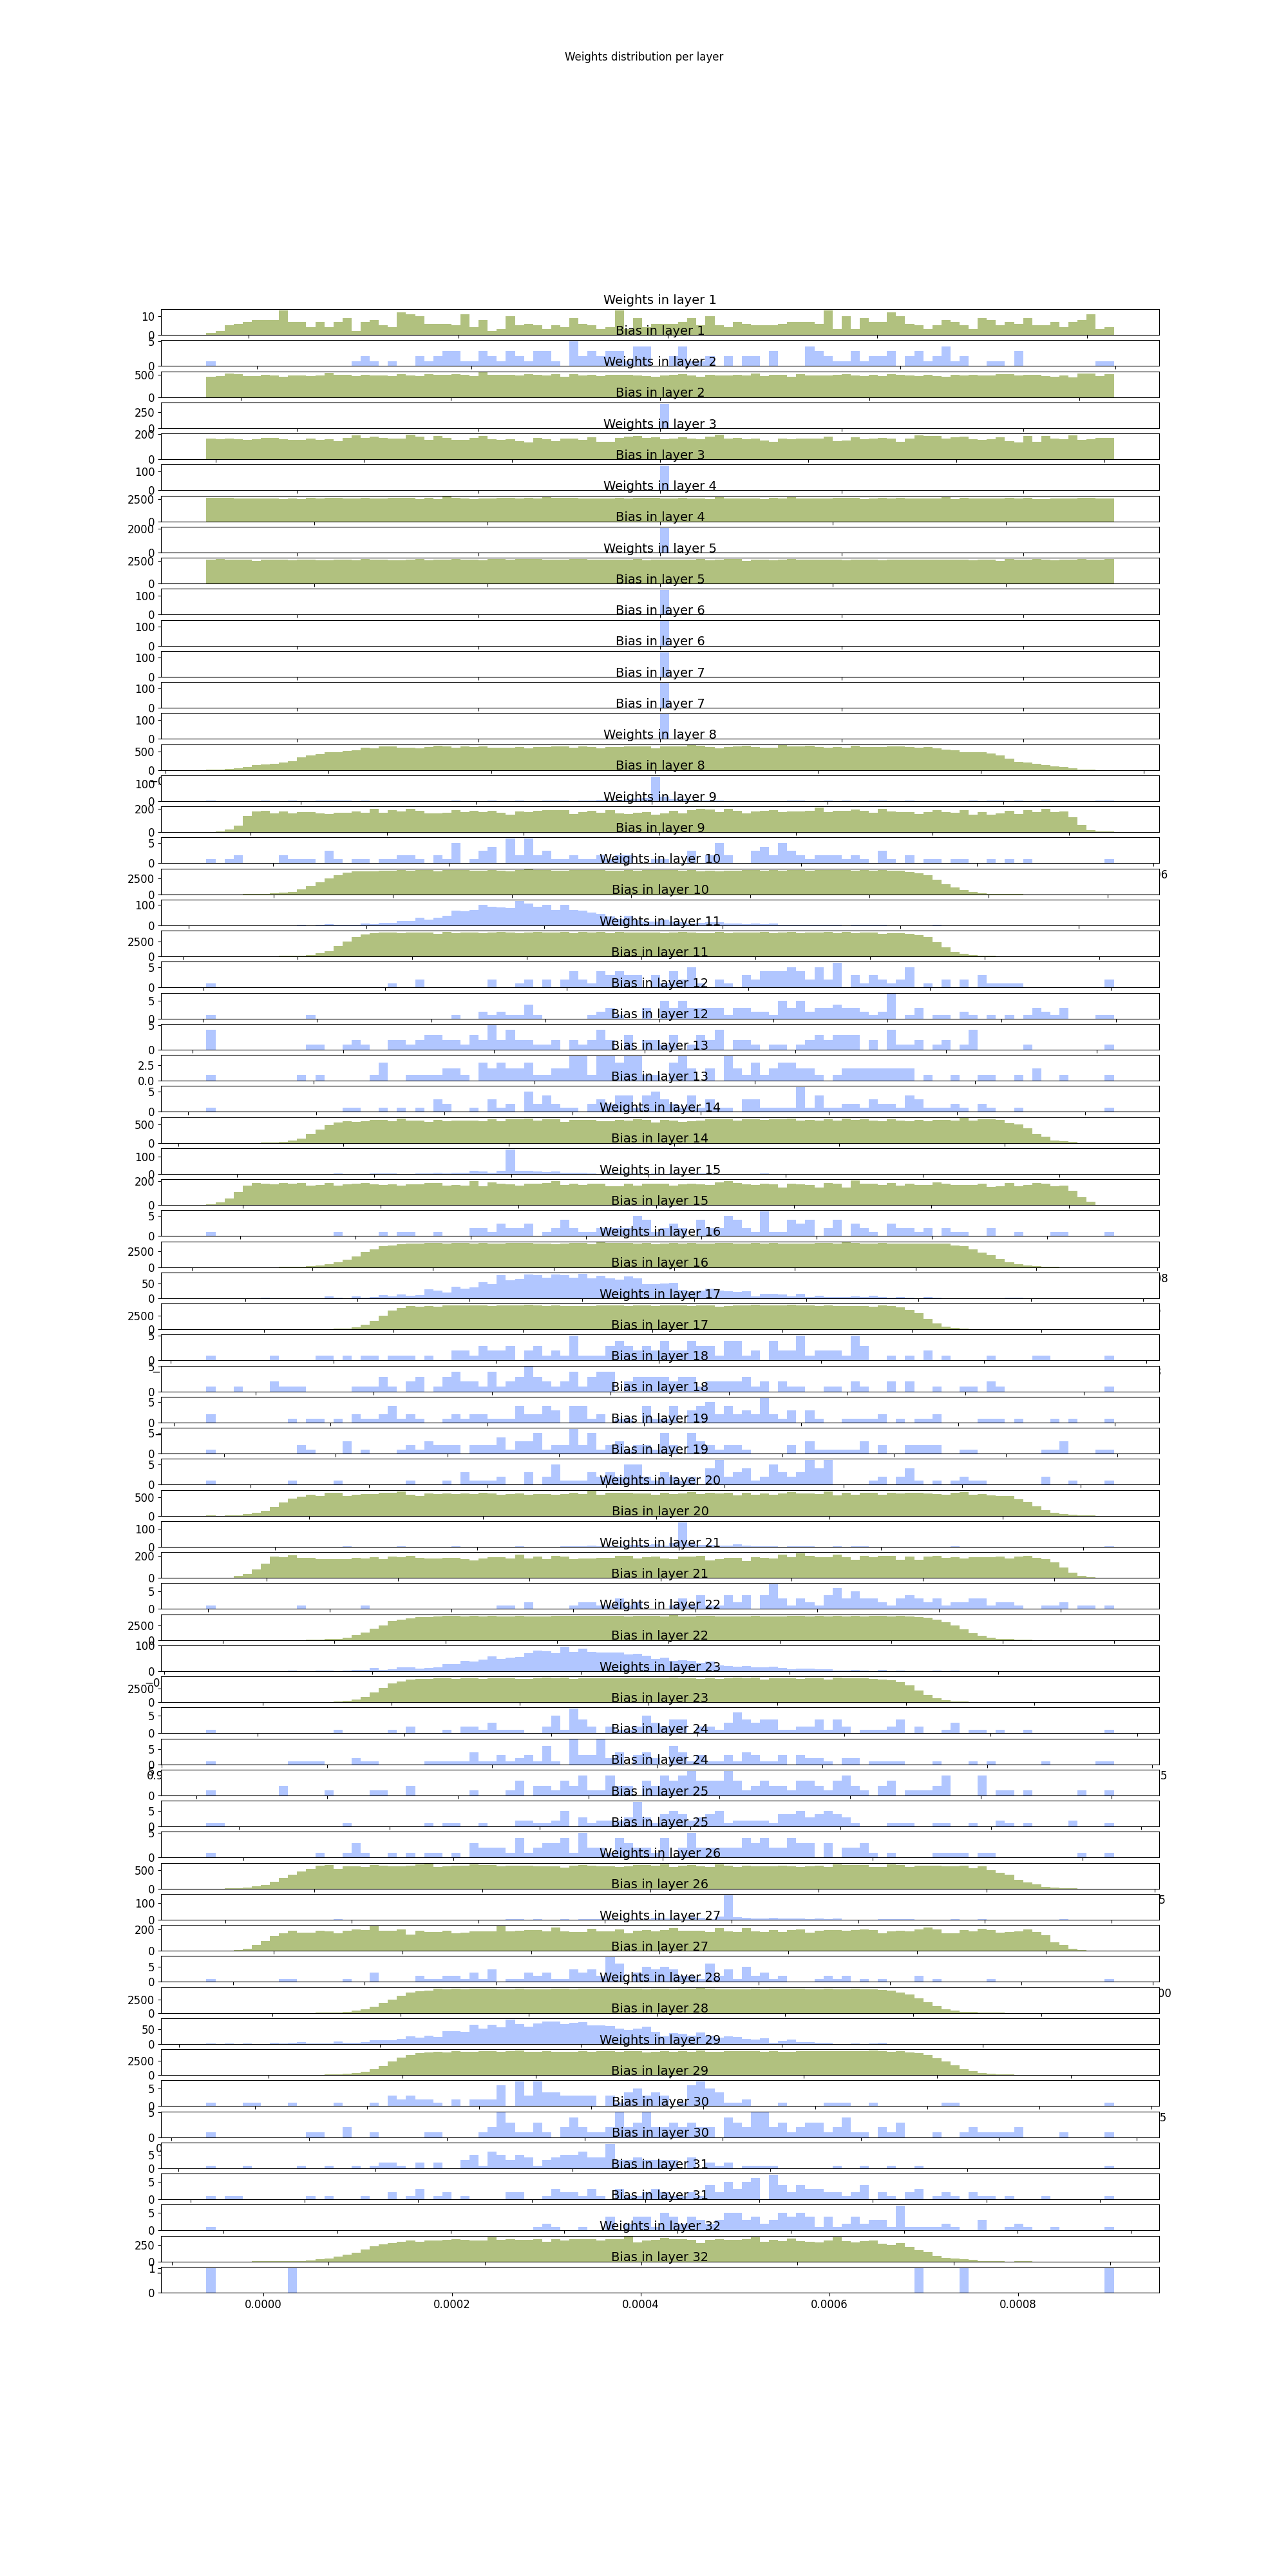 Weights distribution per layer
Weights in layer 1
10
0
Bias in layer 1
5
0
Weights in layer 2
500
0
Bias in layer 2
250
0
Weights in layer 3
200
0
Bias in layer 3
100
0
Weights in layer 4
2500
0
Bias in layer 4
2000
0
Weights in layer 5
2500
0
Bias in layer 5
100
0
Bias in layer 6
100
0
Bias in layer 6
100
0
Bias in layer 7
100
0
Bias in layer 7
100
0
Weights in layer 8
500
0
Bias in layer 8
100
0
Weights in layer 9
200
0
Bias in layer 9
5
0
Weights in layer 10
2500
0
Bias in layer 10
100
0
Weights in layer 11
2500
0
Bias in layer 11
5
0
Bias in layer 12
5
0
Bias in layer 12
5
0
Bias in layer 13
2.5
0.0
Bias in layer 13
5
0
Weights in layer 14
500
0
Bias in layer 14
100
0
Weights in layer 15
200
0
Bias in layer 15
5
0
Weights in layer 16
2500
0
Bias in layer 16
50
0
Weights in layer 17
2500
0
Bias in layer 17
5
0
Bias in layer 18
5
0
Bias in layer 18
5
0
Bias in layer 19
5
0
Bias in layer 19
5
0
Weights in layer 20
500
0
Bias in layer 20
100
0
Weights in layer 21
200
0
Bias in layer 21
5
0
Weights in layer 22
2500
0
Bias in layer 22
100
0
Weights in layer 23
2500
0
Bias in layer 23
5
0
Bias in layer 24
5
0
Bias in layer 24
5
0
Bias in layer 25
5
0
Bias in layer 25
5
0
Weights in layer 26
500
0
Bias in layer 26
100
0
Weights in layer 27
200
0
Bias in layer 27
5
0
Weights in layer 28
2500
0
Bias in layer 28
50
0
Weights in layer 29
2500
0
Bias in layer 29
5
0
Bias in layer 30
5
0
Bias in layer 30
5
0
Bias in layer 31
5
0
Bias in layer 31
5
0
Weights in layer 32
250
0
Bias in layer 32
1
0
0.0000 0.0002 0.0004 0.0006 0.0008